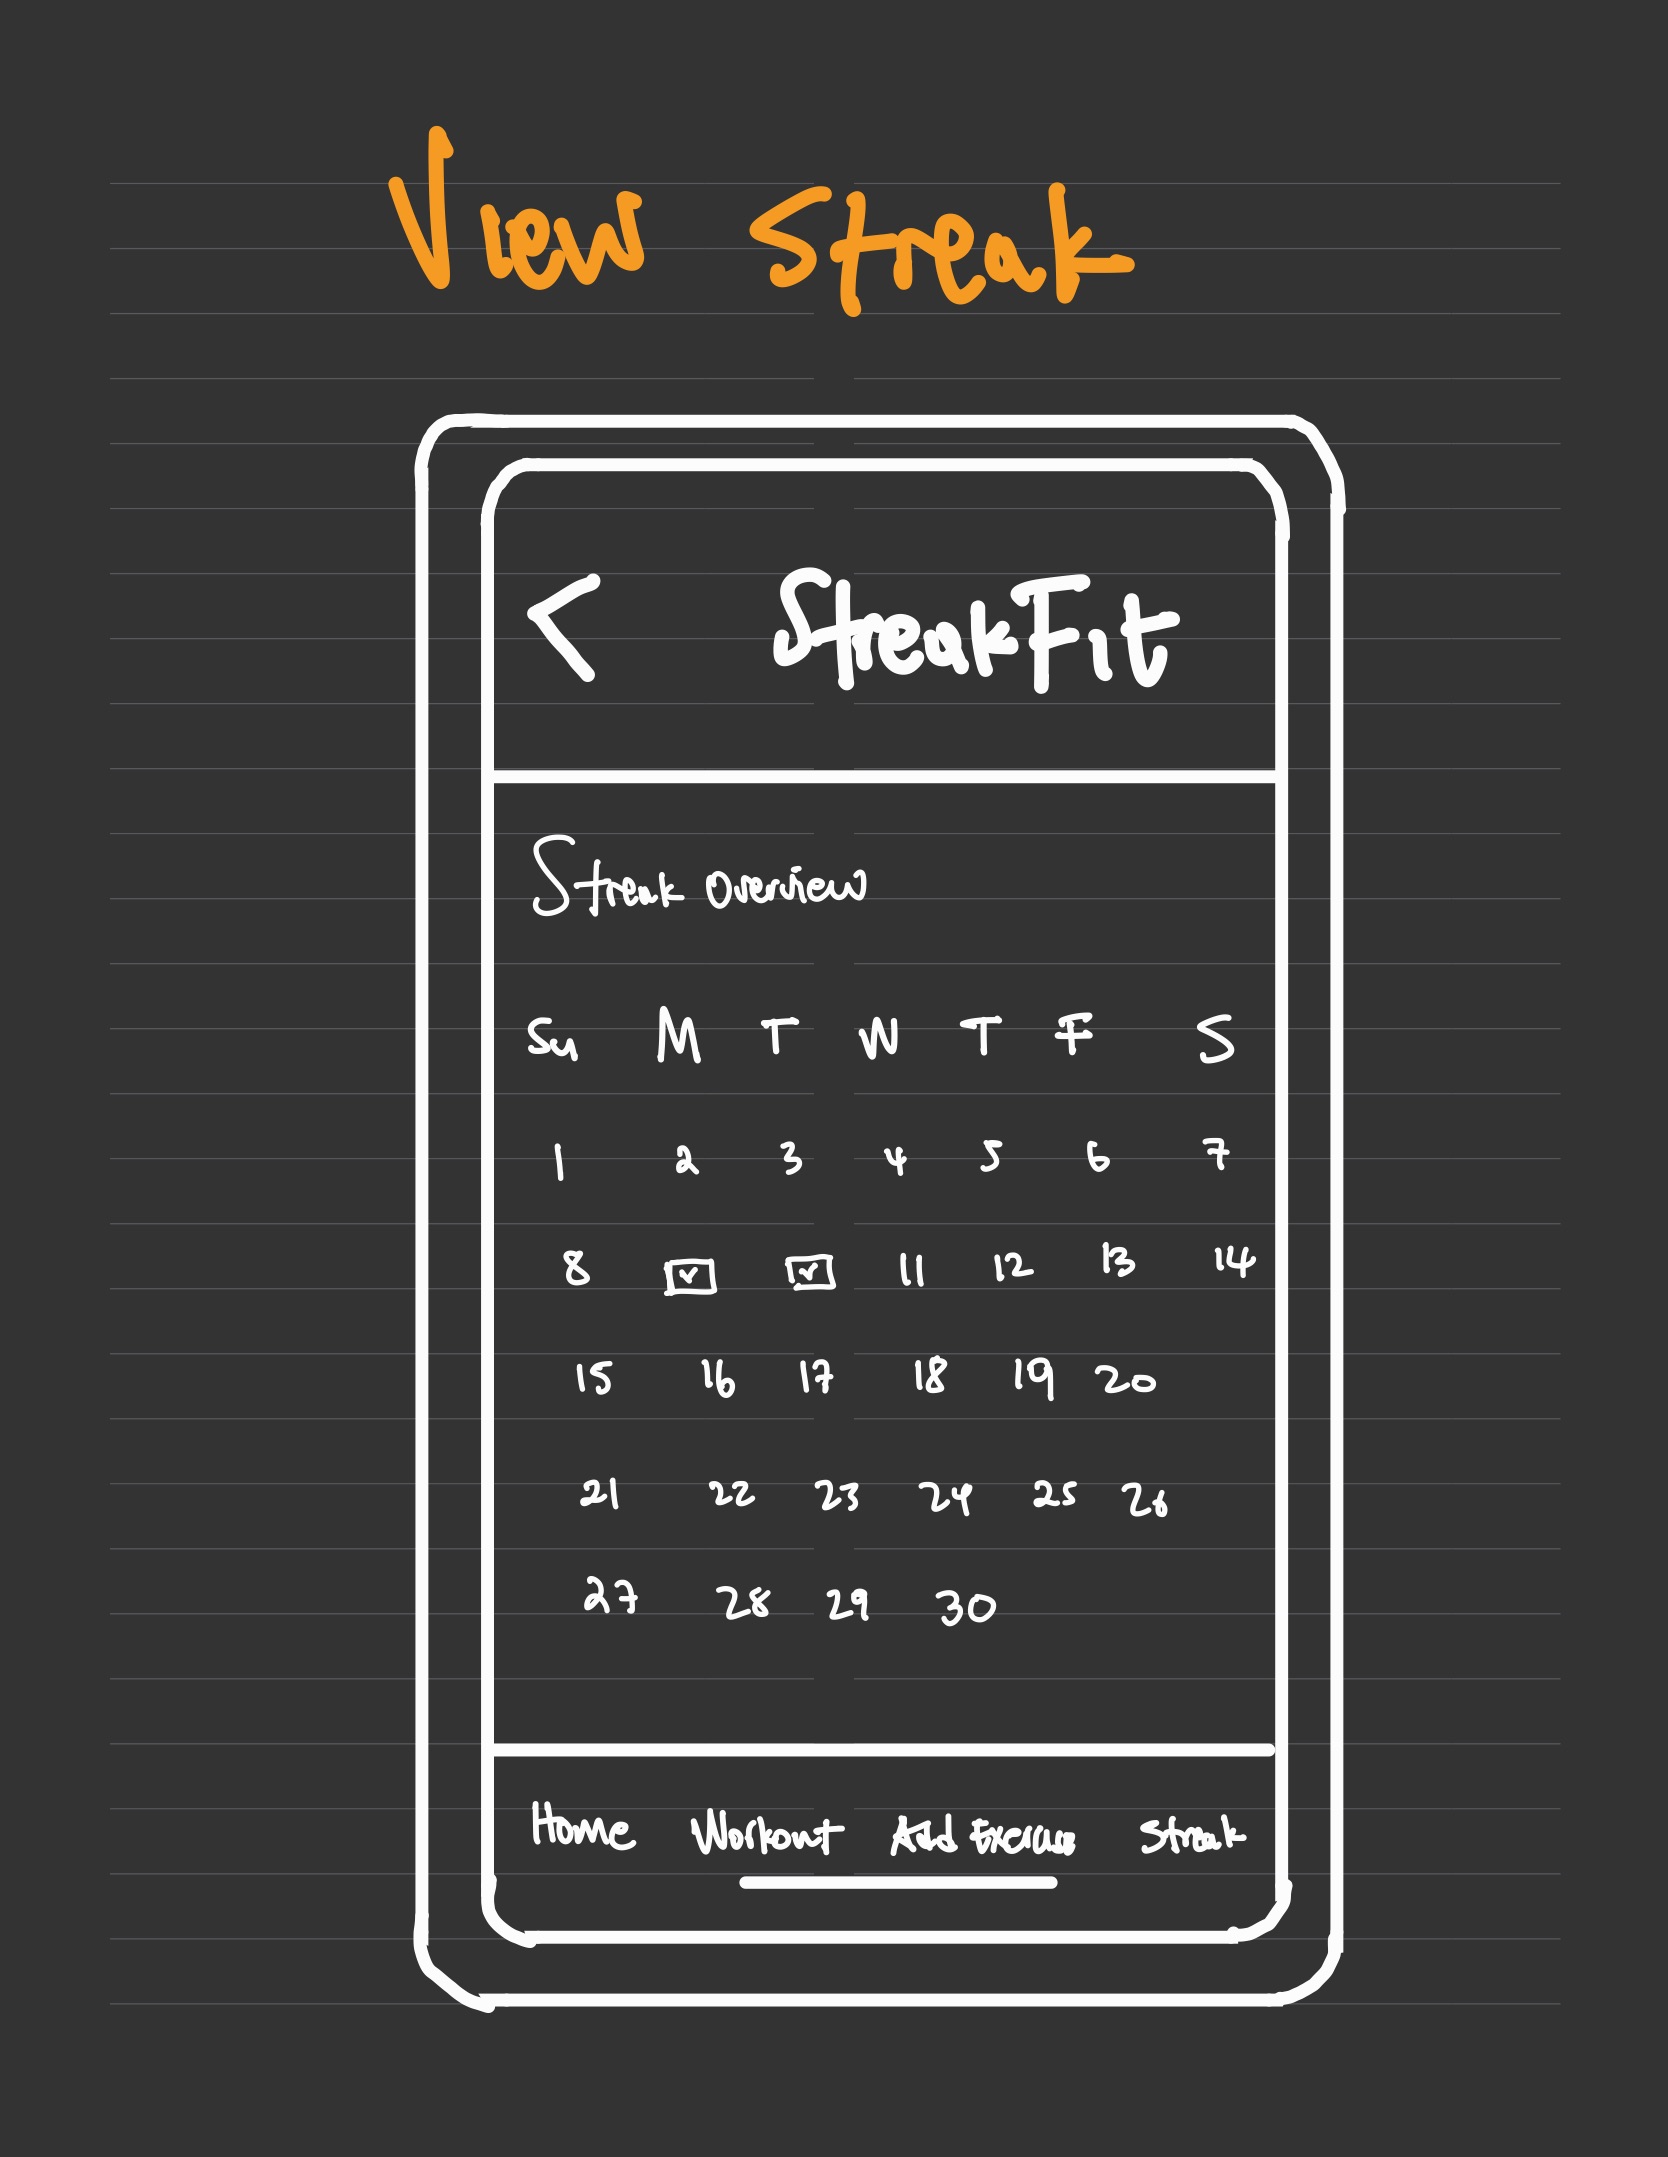 View Streak
< StreakFit
Streak overview
Su M T W T F S
1 2 3 4 5 6 7
8 11 12 13 14
15 16 17 18 19 20
21 22 23 24 25 26
27 28 29 30
Home Workout Add Exercise Streak